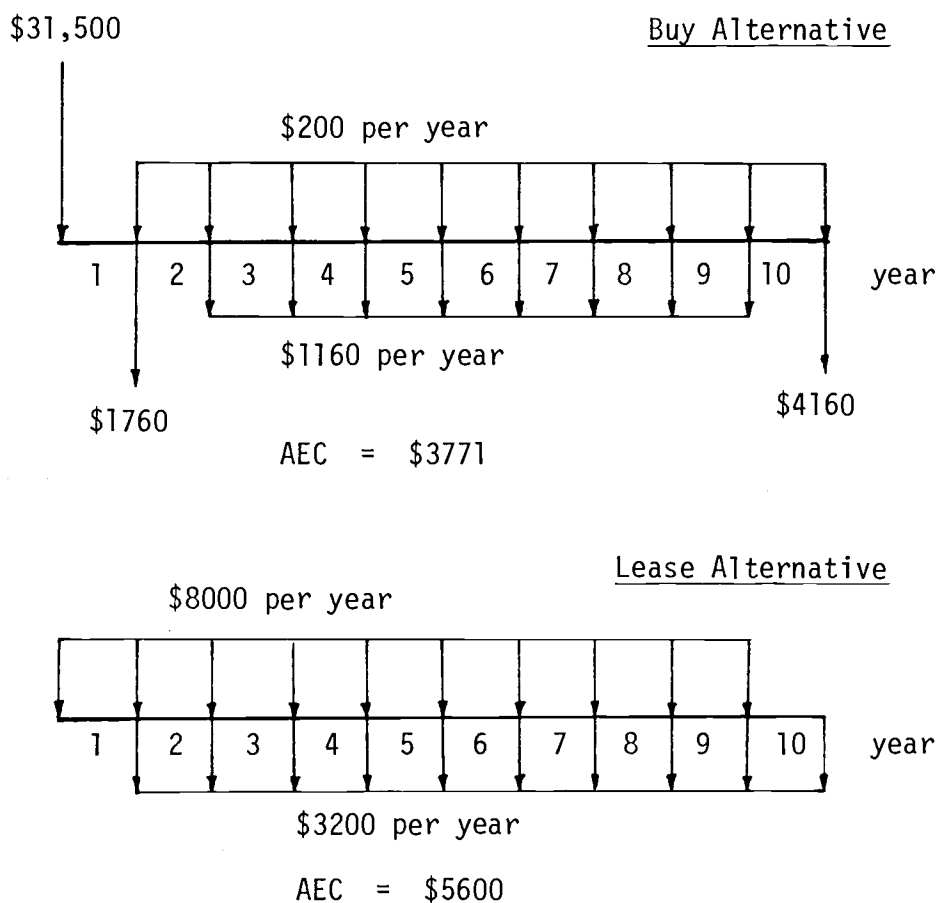 $31,500
Buy Alternative
$200 per year
1 2 3 4 5 6 7 8 9 10 year
$1160 per year
$1760
$4160
AEC = $3771
Lease Alternative
$8000 per year
1 2 3 4 5 6 7 8 9 10 year
$3200 per year
AEC = $5600